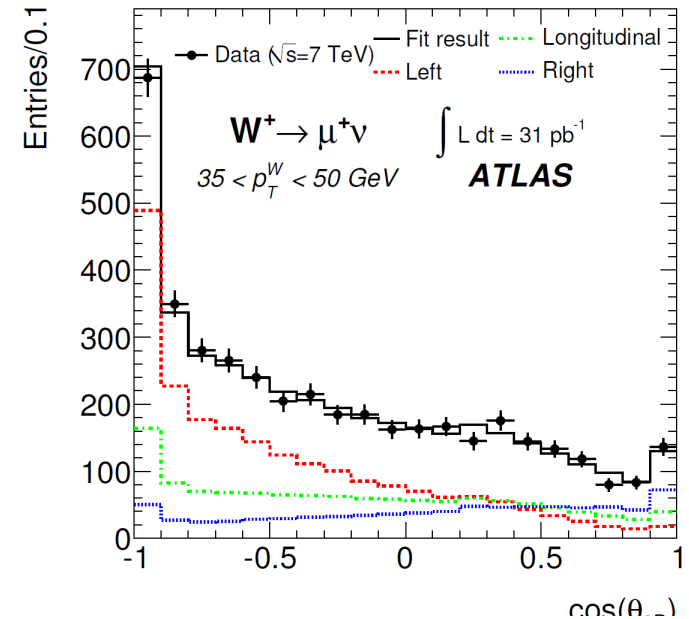 Entries/0.1
Data (√s=7 TeV)
Fit result
Longitudinal
Left
Right
W⁺→ μ⁺ν
∫ L dt = 31 pb⁻¹
35 < p_T^W < 50 GeV
ATLAS
700
600
500
400
300
200
100
0
-1
-0.5
0
0.5
1